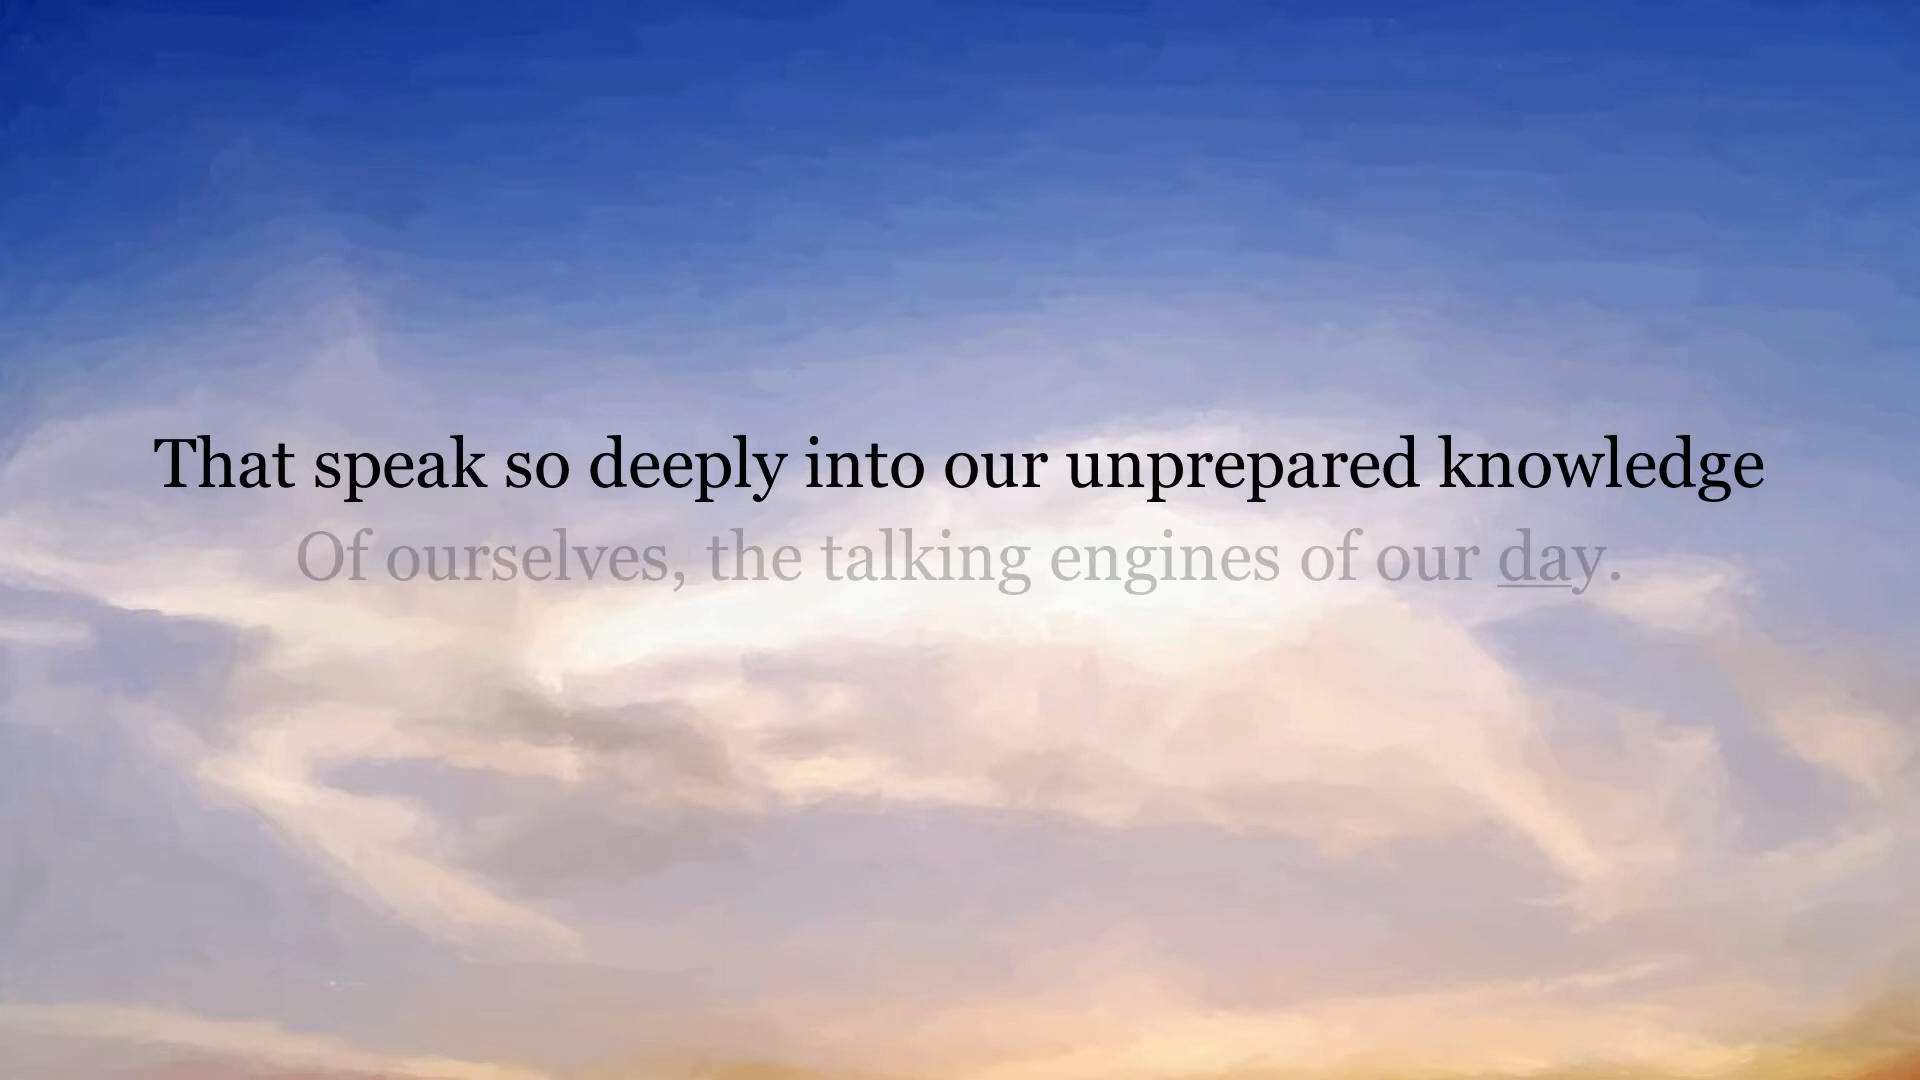 That speak so deeply into our unprepared knowledge
Of ourselves, the talking engines of our day.